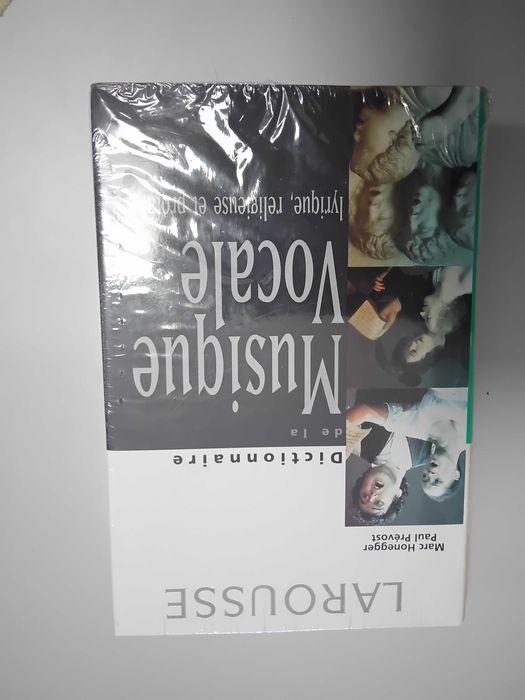 LAROUSSE
Marc Honegger
Paul Prévost
Dictionnaire
de la
Musique
Vocale
lyrique, religieuse et